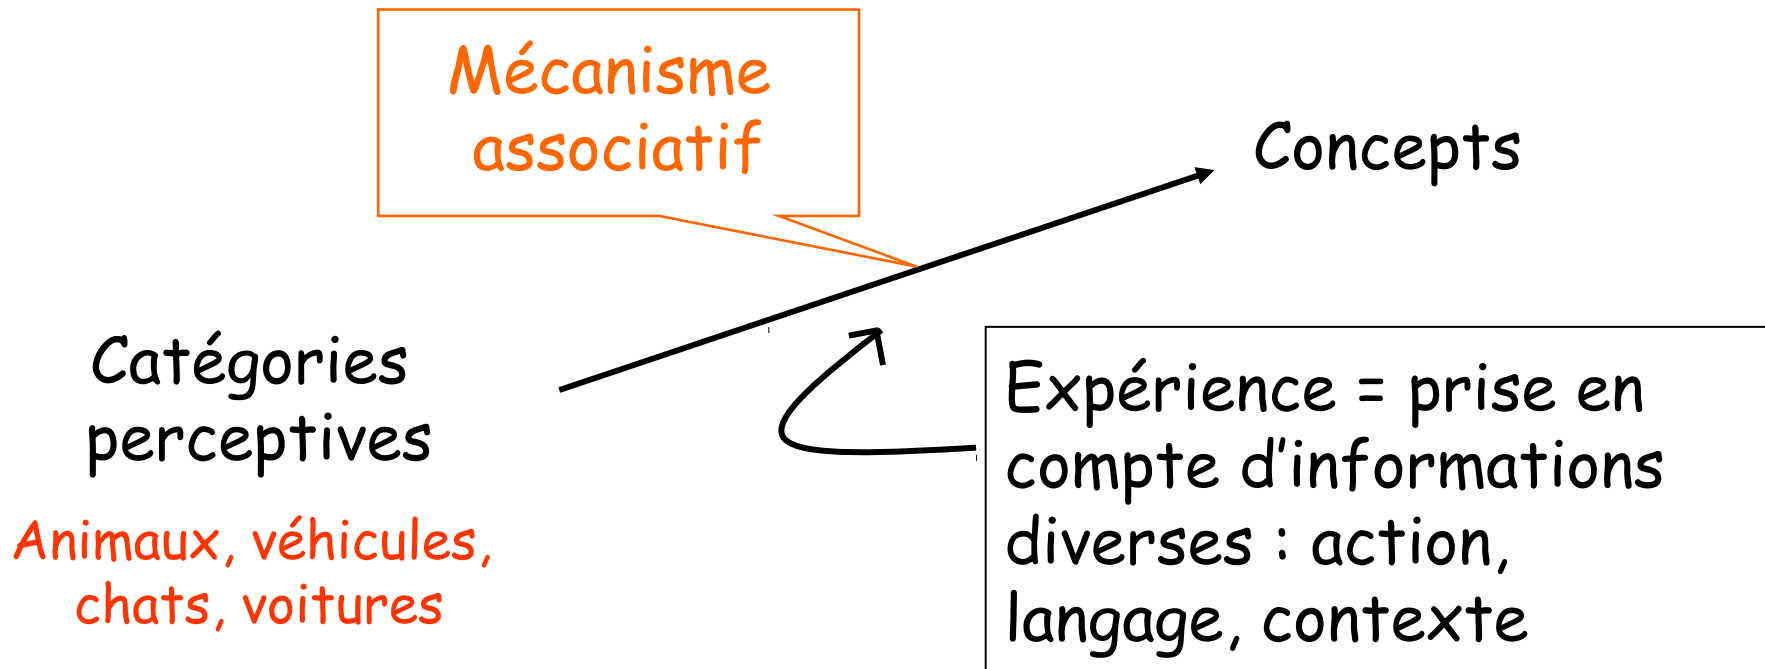 Mécanisme
associatif
Concepts
Catégories
perceptives
Animaux, véhicules,
chats, voitures
Expérience = prise en
compte d’informations
diverses : action,
langage, contexte